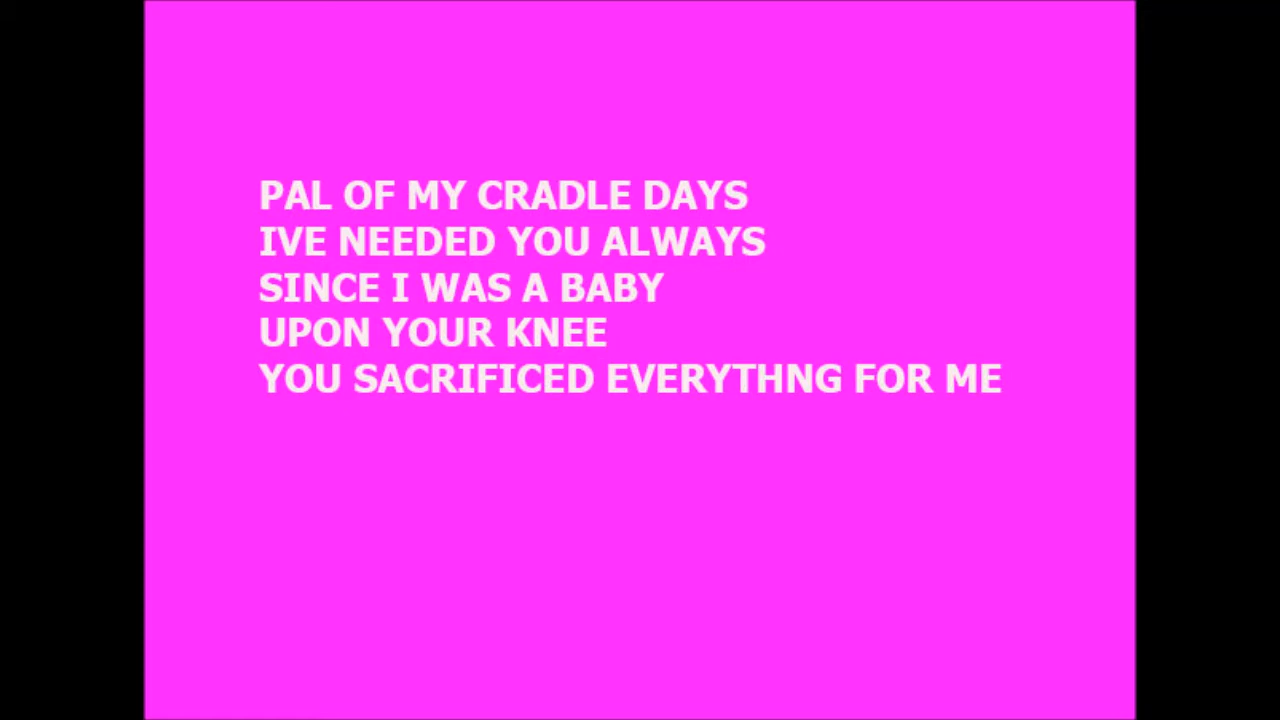 PAL OF MY CRADLE DAYS
IVE NEEDED YOU ALWAYS
SINCE I WAS A BABY
UPON YOUR KNEE
YOU SACRIFICED EVERYTHNG FOR ME